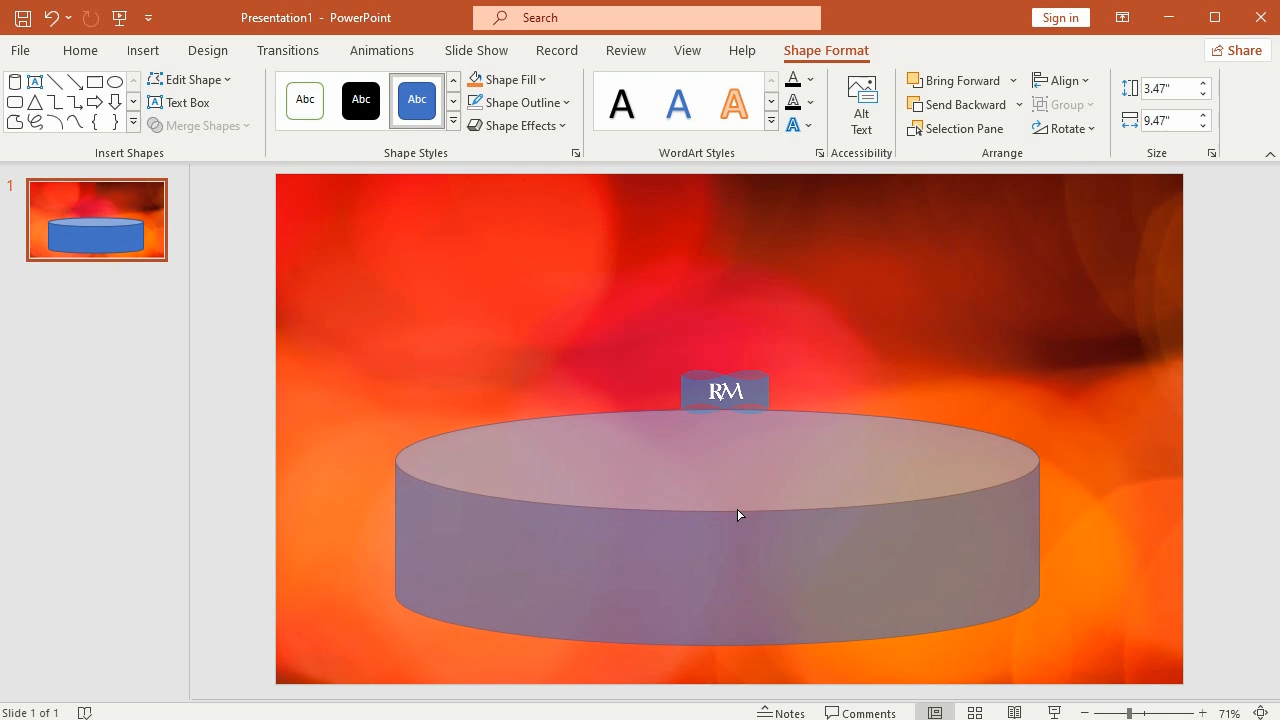 Presentation1 - PowerPoint
Search
Sign in
File Home Insert Design Transitions Animations Slide Show Record Review View Help Shape Format
Share
Edit Shape
Text Box
Merge Shapes
Insert Shapes
Abc Abc Abc
Shape Fill
Shape Outline
Shape Effects
Shape Styles
A A A
A
A
A
WordArt Styles
Alt
Text
Accessibility
Bring Forward
Send Backward
Selection Pane
Align
Group
Rotate
Arrange
3.47"
9.47"
Size
1
RM
Slide 1 of 1
Notes
Comments
71%